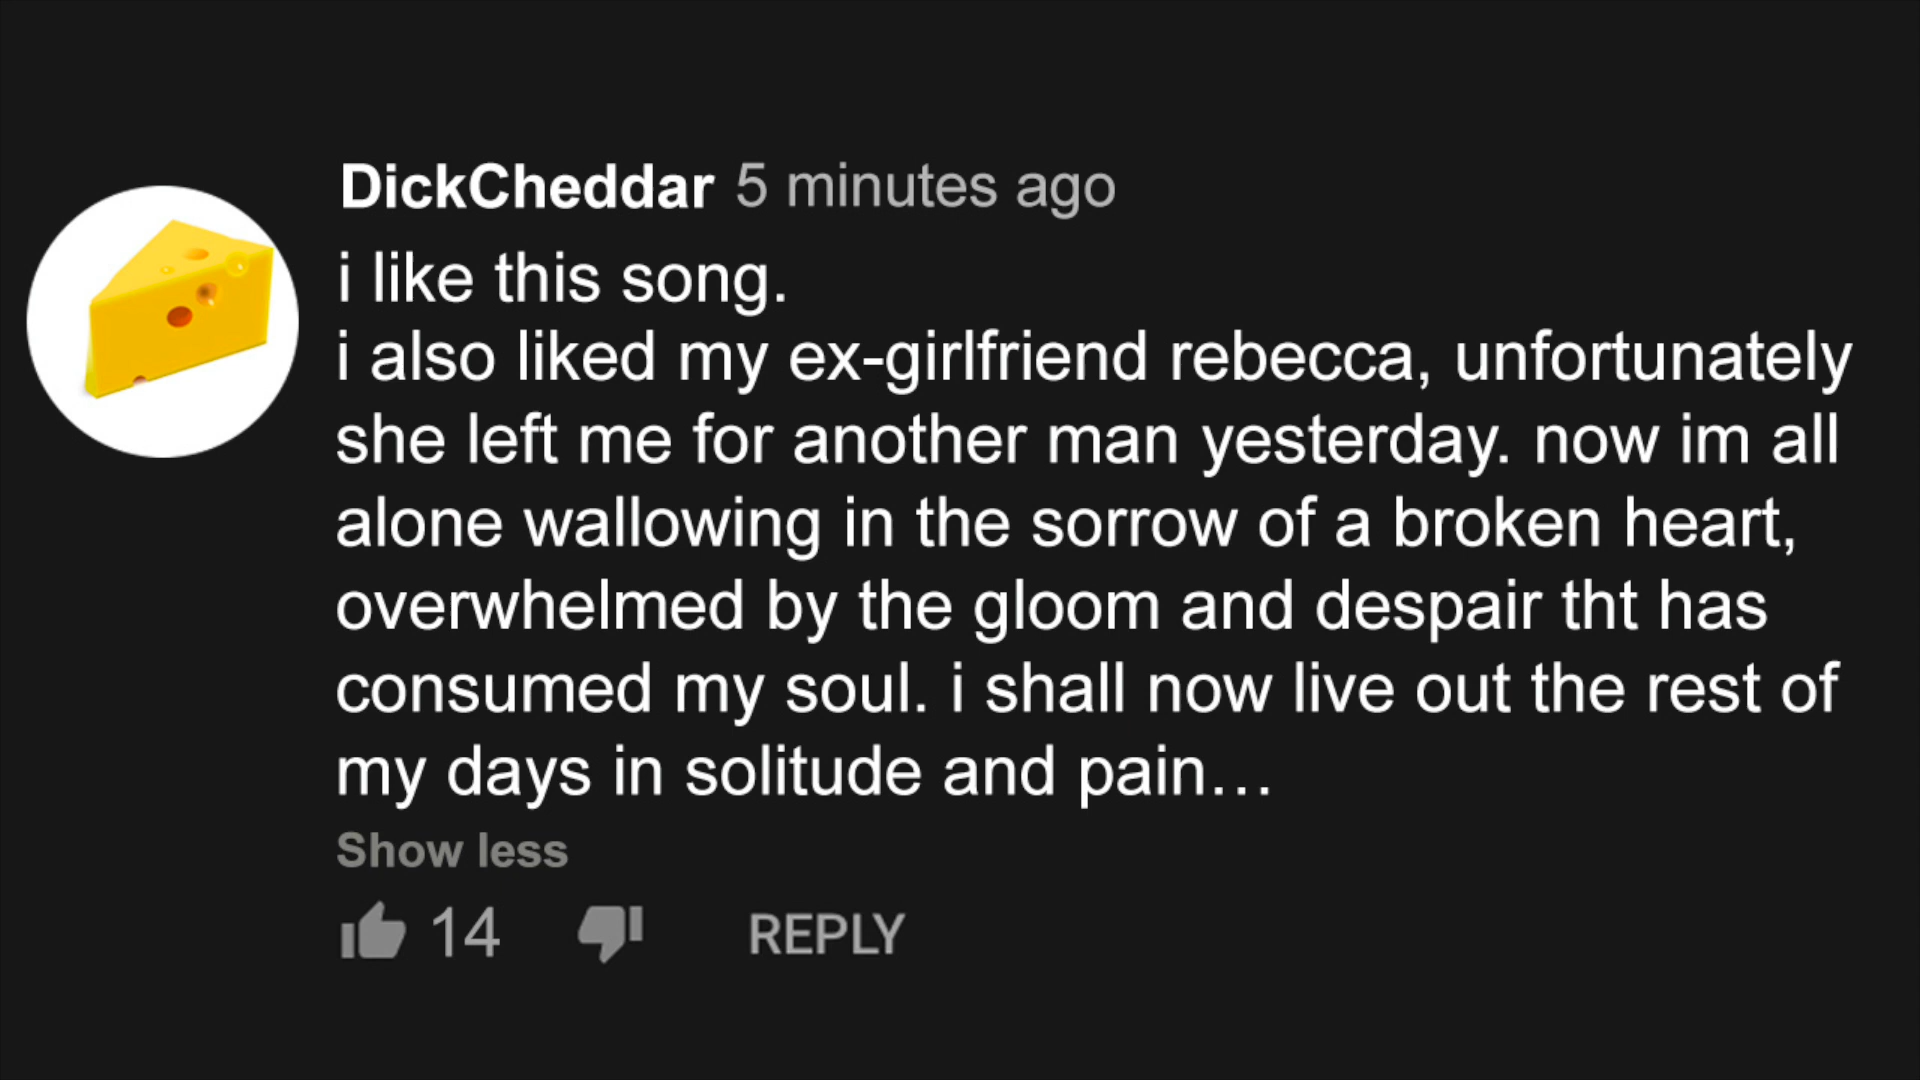 DickCheddar 5 minutes ago
i like this song.
i also liked my ex-girlfriend rebecca, unfortunately
she left me for another man yesterday. now im all
alone wallowing in the sorrow of a broken heart,
overwhelmed by the gloom and despair tht has
consumed my soul. i shall now live out the rest of
my days in solitude and pain...
Show less
14 REPLY